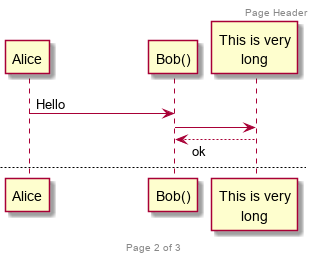 Page Header
Alice
Bob()
This is very
long
Hello
ok
Alice
Bob()
This is very
long
Page 2 of 3